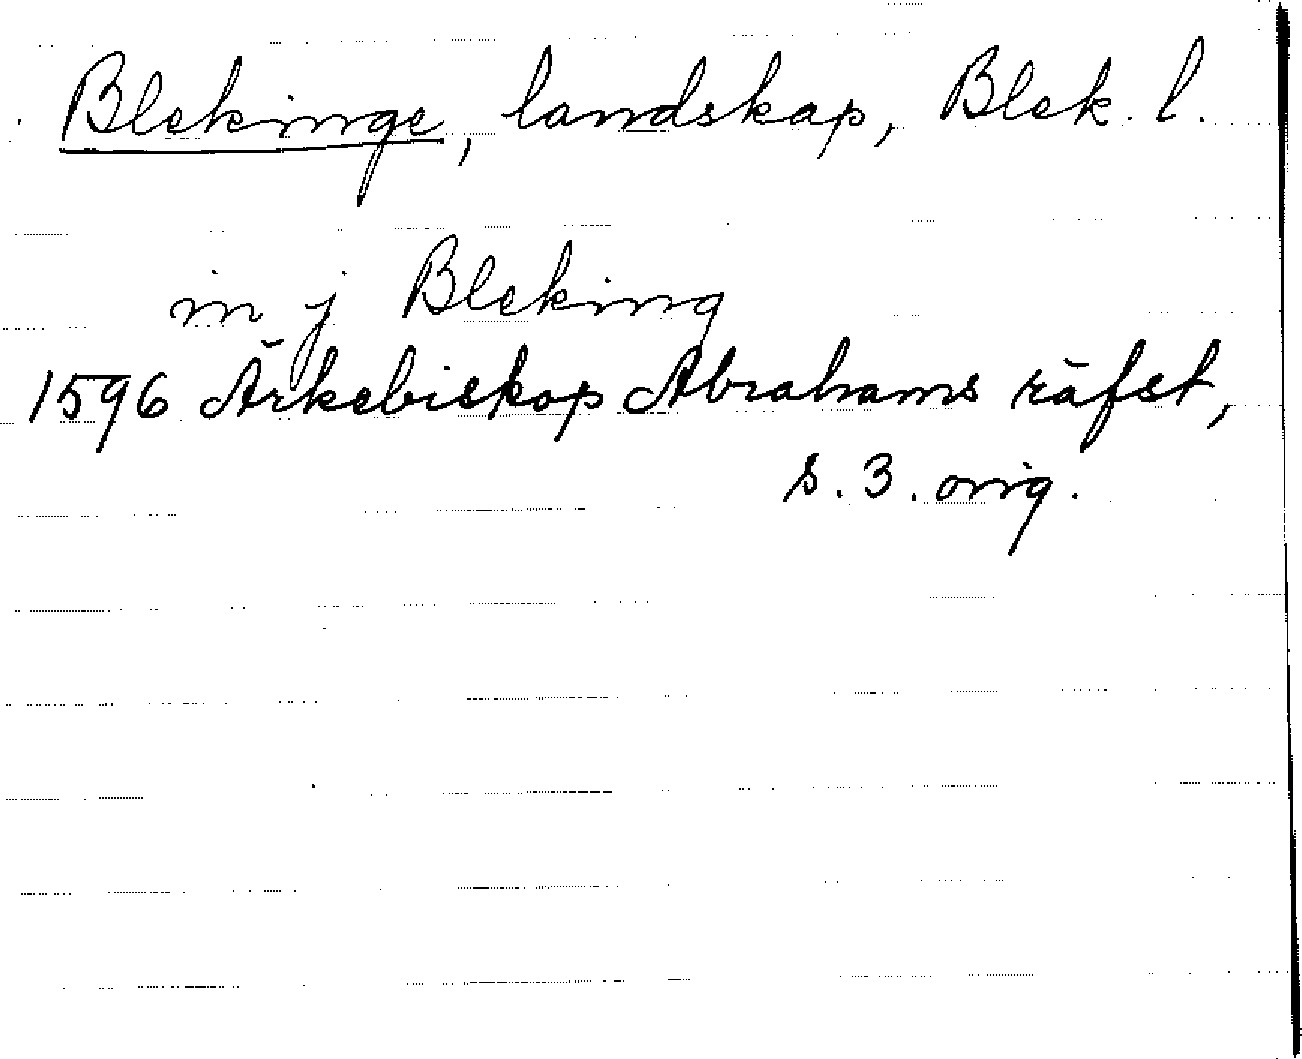 Blekinge, landskap, Blek. l.
in j Bleking
1596 Ärkebiskop Abrahams räfst,
s. 3. orig.